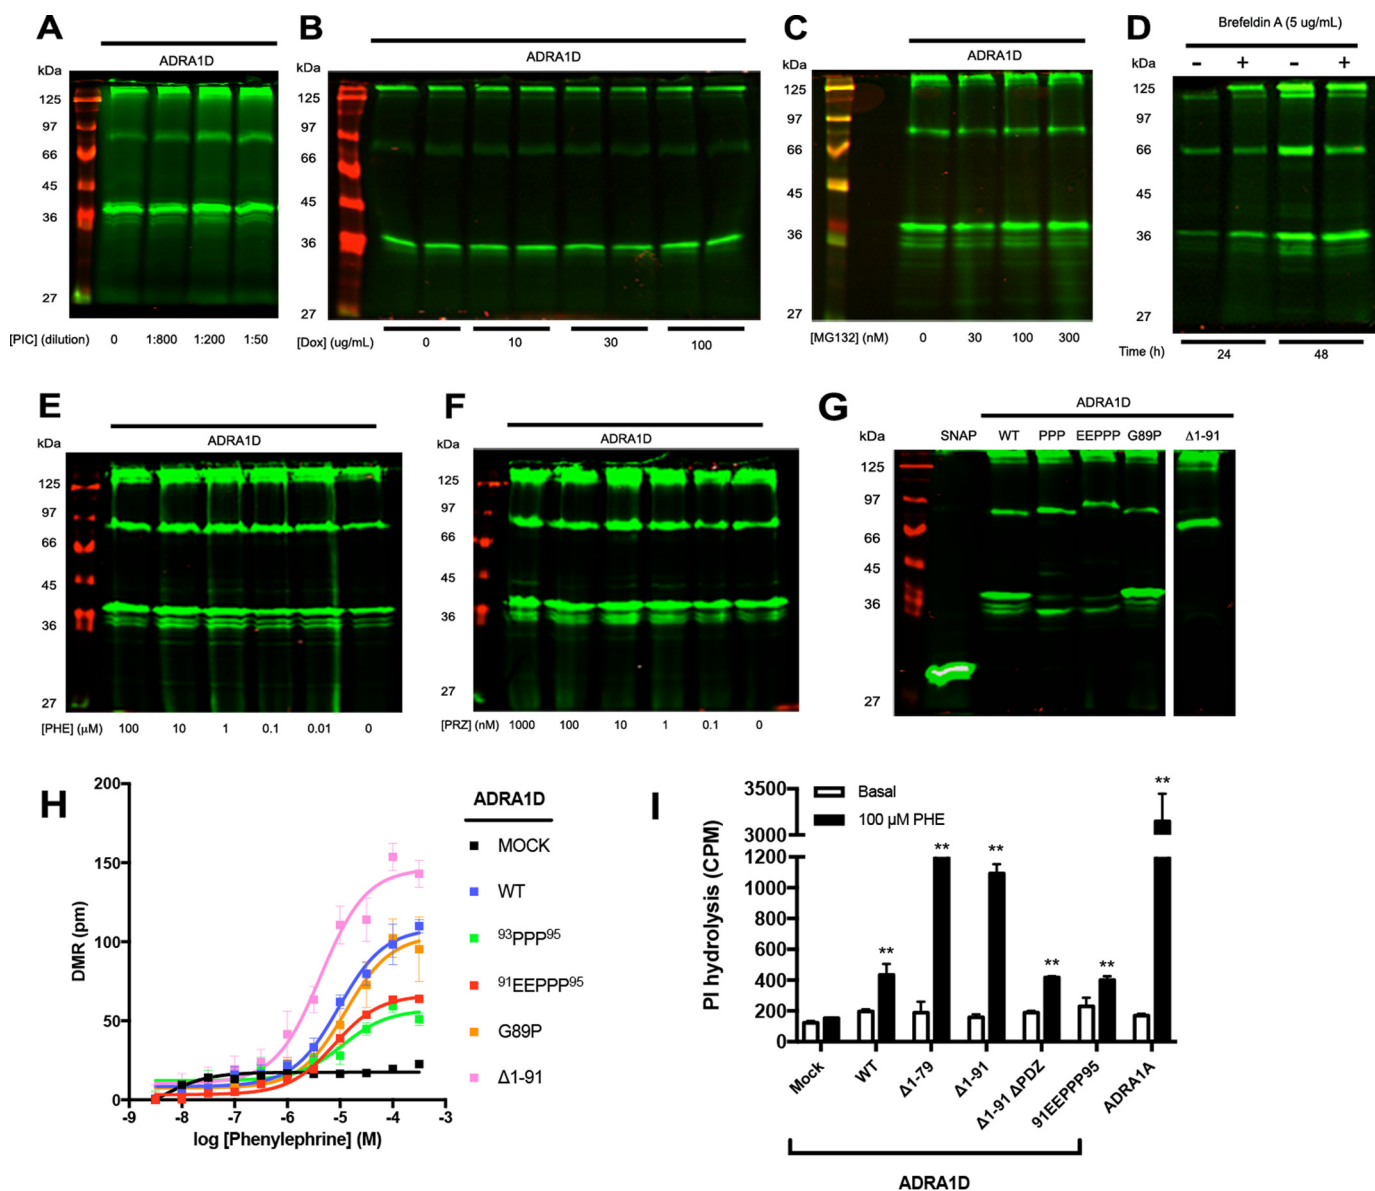 A
ADRA1D
kDa
125
97
66
45
36
27
[PIC] (dilution) 0 1:800 1:200 1:50
B
ADRA1D
kDa
125
97
66
45
36
27
[Dox] (ug/mL) 0 10 30 100
C
ADRA1D
kDa
125
97
66
45
36
27
[MG132] (nM) 0 30 100 300
D
Brefeldin A (5 ug/mL)
kDa - + - +
125
97
66
45
36
27
Time (h) 24 48
E
ADRA1D
kDa
125
97
66
45
36
27
[PHE] (μM) 100 10 1 0.1 0.01 0
F
ADRA1D
kDa
125
97
66
45
36
27
[PRZ] (nM) 1000 100 10 1 0.1 0
G
ADRA1D
kDa SNAP WT PPP EEPPP G89P Δ1-91
125
97
66
45
36
27
H
200
150
100
50
0
DMR (pm)
-9 -8 -7 -6 -5 -4 -3
log [Phenylephrine] (M)
ADRA1D
MOCK
WT
⁹³PPP⁹⁵
⁹¹EEPPP⁹⁵
G89P
Δ1-91
I
3500
3000
1200
1000
800
600
400
200
0
PI hydrolysis (CPM)
Basal
100 μM PHE
** ** ** ** ** **
Mock WT Δ1-79 Δ1-91 Δ1-91 ΔPDZ 91EEPPP95 ADRA1A
ADRA1D